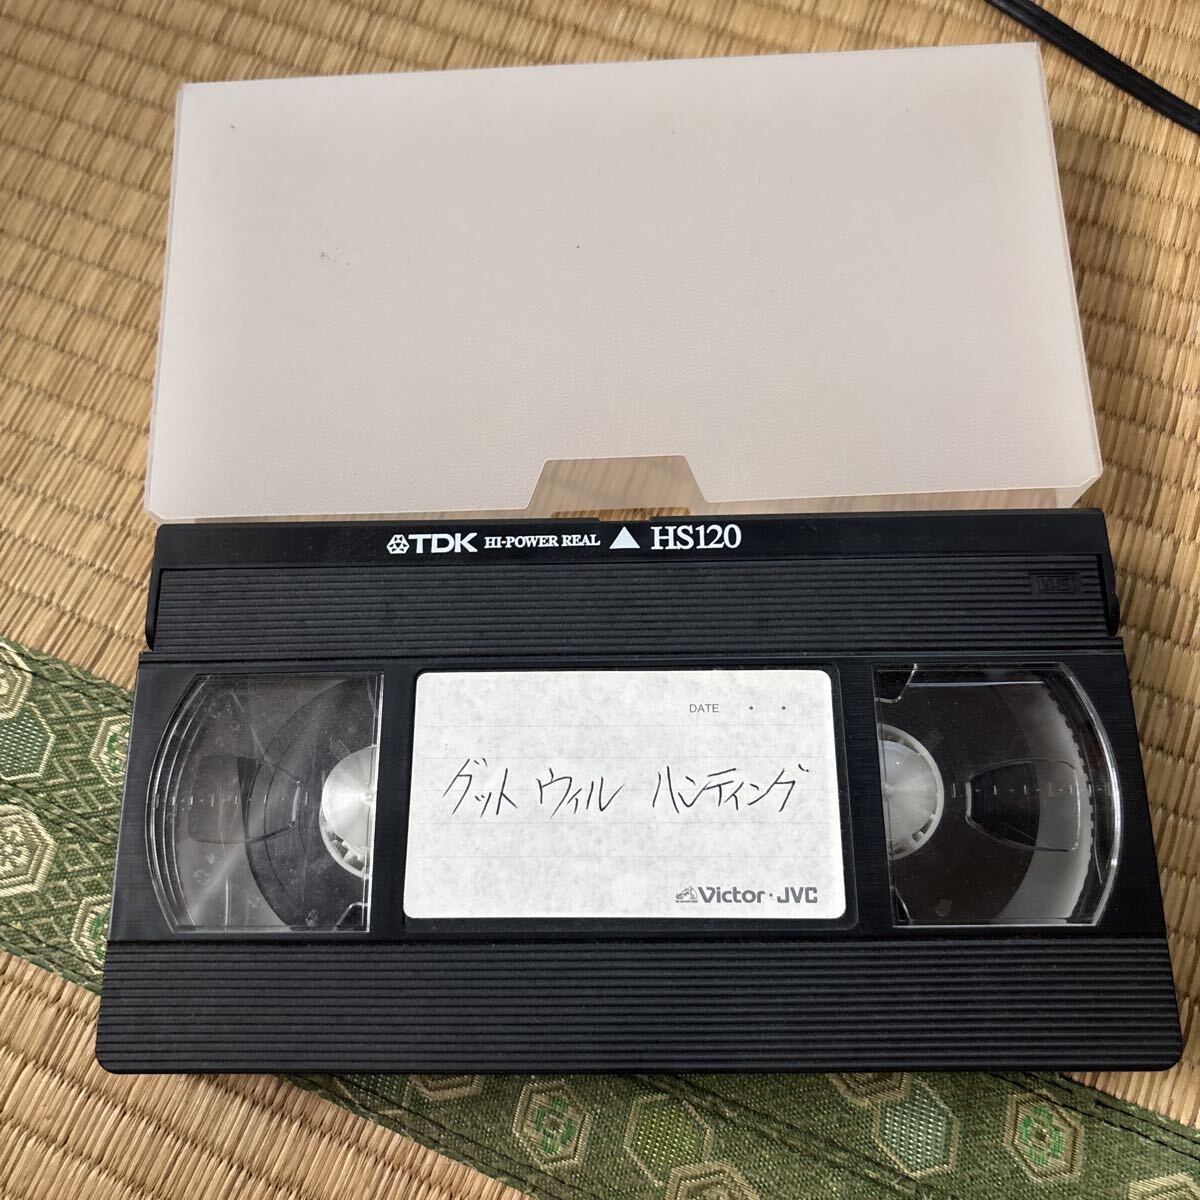 TDK HI-POWER REAL ▲ HS120
VHS
DATE ・ ・
グット ウィル ハンティング
Victor・JVC